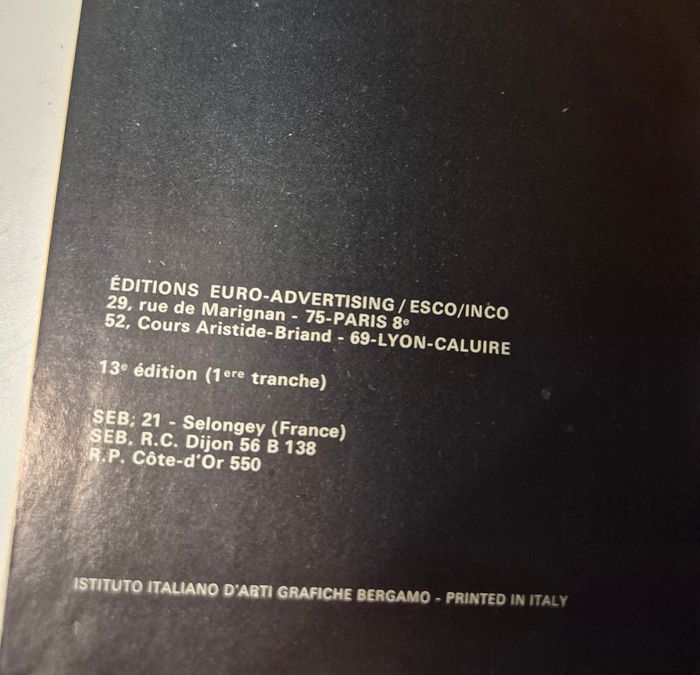 ÉDITIONS EURO-ADVERTISING / ESCO/INCO
29, rue de Marignan - 75-PARIS 8e
52, Cours Aristide-Briand - 69-LYON-CALUIRE
13e édition (1ere tranche)
SEB, 21 - Selongey (France)
SEB. R.C. Dijon 56 B 138
R.P. Côte-d'Or 550
ISTITUTO ITALIANO D'ARTI GRAFICHE BERGAMO - PRINTED IN ITALY